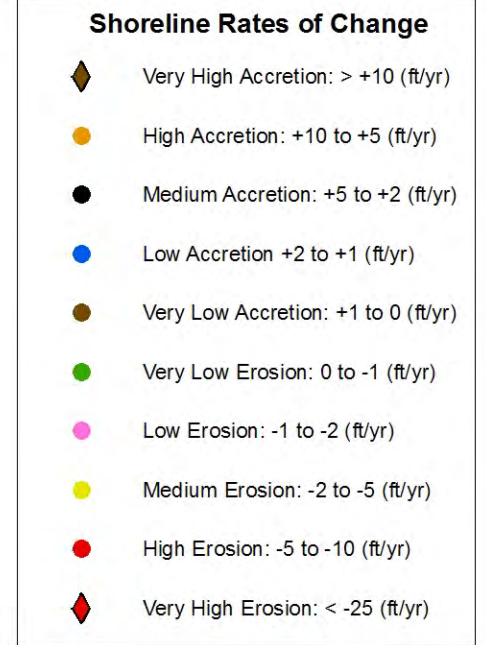 Shoreline Rates of Change
Very High Accretion: > +10 (ft/yr)
High Accretion: +10 to +5 (ft/yr)
Medium Accretion: +5 to +2 (ft/yr)
Low Accretion +2 to +1 (ft/yr)
Very Low Accretion: +1 to 0 (ft/yr)
Very Low Erosion: 0 to -1 (ft/yr)
Low Erosion: -1 to -2 (ft/yr)
Medium Erosion: -2 to -5 (ft/yr)
High Erosion: -5 to -10 (ft/yr)
Very High Erosion: < -25 (ft/yr)